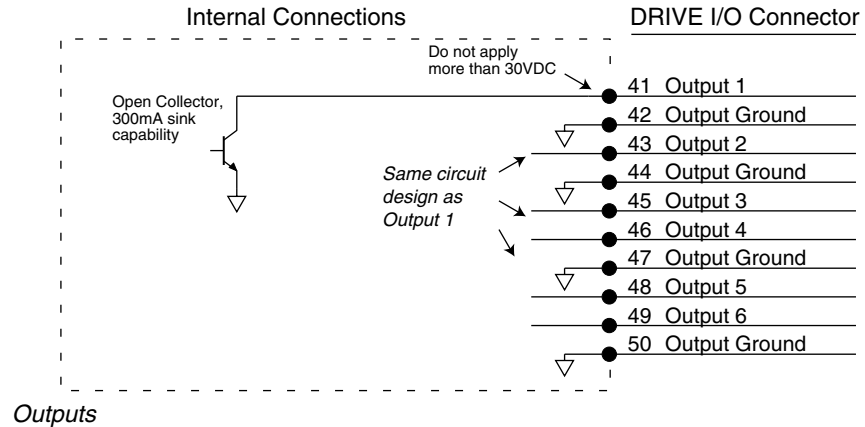 Internal Connections
DRIVE I/O Connector
Do not apply
more than 30VDC
Open Collector,
300mA sink
capability
41 Output 1
42 Output Ground
43 Output 2
44 Output Ground
Same circuit
design as
Output 1
45 Output 3
46 Output 4
47 Output Ground
48 Output 5
49 Output 6
50 Output Ground
Outputs